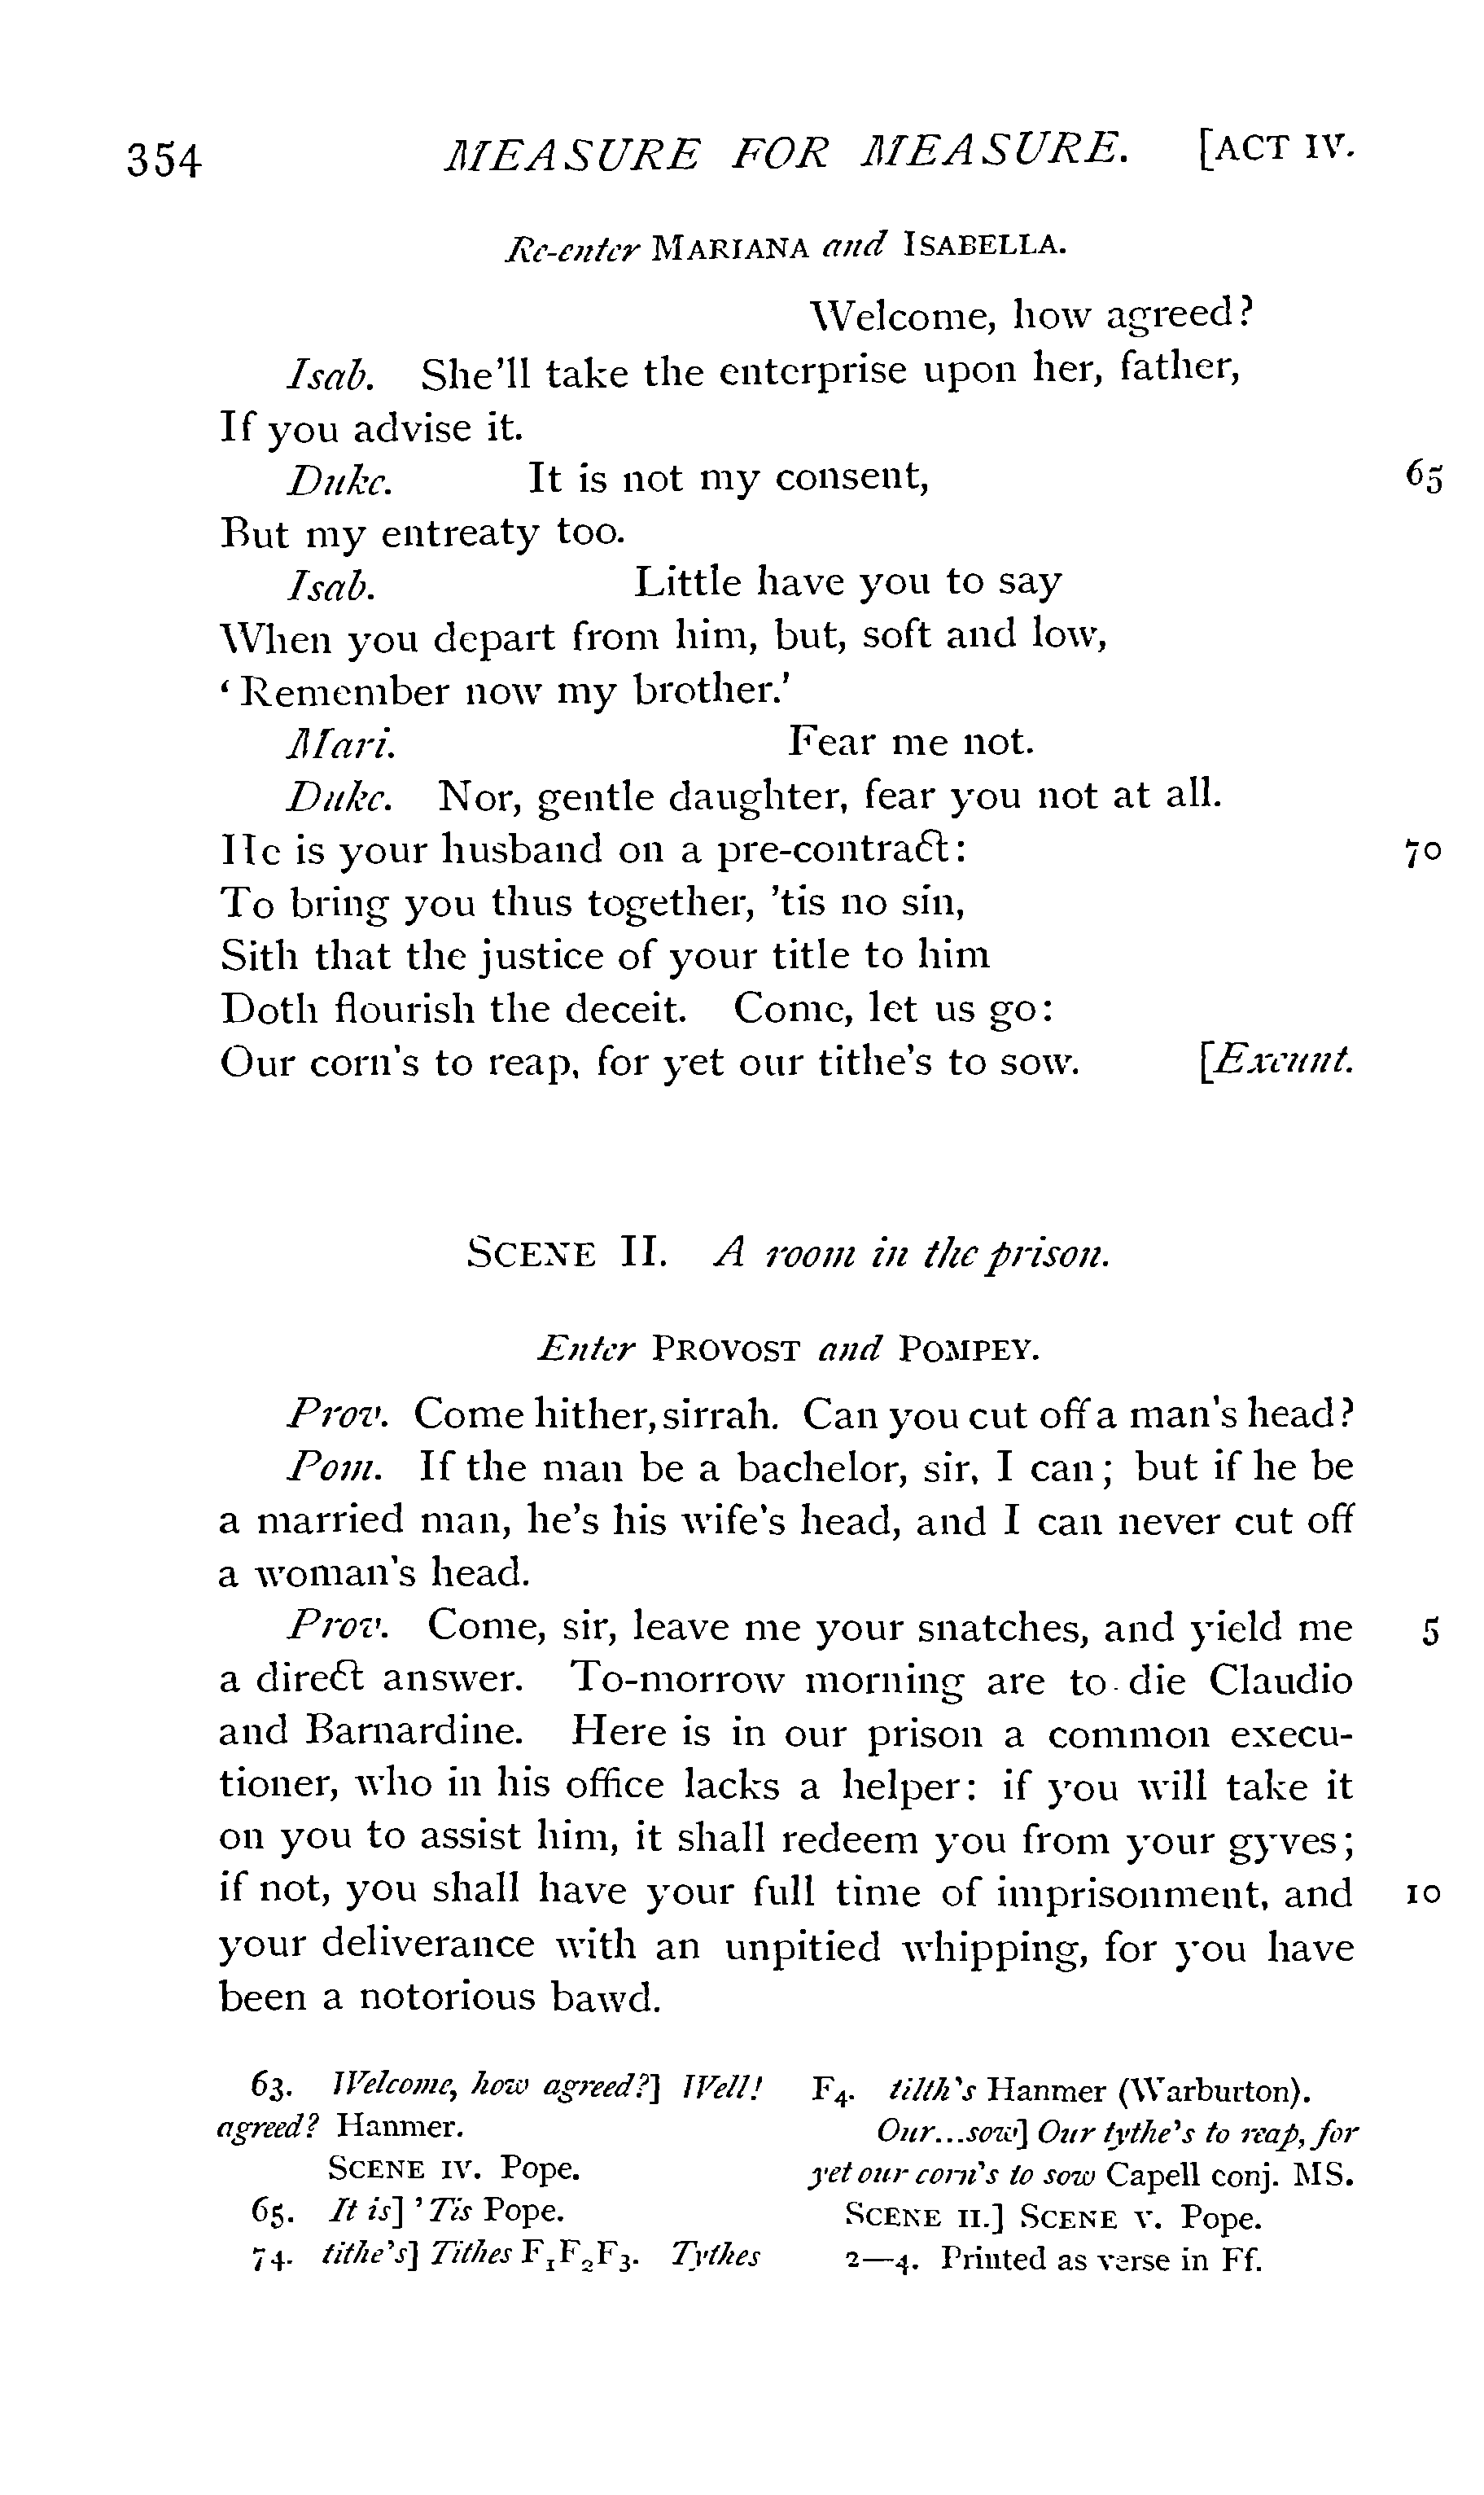 354 MEASURE FOR MEASURE. [ACT IV.
Re-enter MARIANA and ISABELLA.
Welcome, how agreed?
Isab. She'll take the enterprise upon her, father,
If you advise it.
Duke. It is not my consent, 65
But my entreaty too.
Isab. Little have you to say
When you depart from him, but, soft and low,
‘Remember now my brother.’
Mari. Fear me not.
Duke. Nor, gentle daughter, fear you not at all.
He is your husband on a pre-contract: 70
To bring you thus together, 'tis no sin,
Sith that the justice of your title to him
Doth flourish the deceit. Come, let us go:
Our corn's to reap, for yet our tithe's to sow. [Exeunt.
SCENE II. A room in the prison.
Enter PROVOST and POMPEY.
Prov. Come hither, sirrah. Can you cut off a man's head?
Pom. If the man be a bachelor, sir, I can; but if he be
a married man, he's his wife's head, and I can never cut off
a woman's head.
Prov. Come, sir, leave me your snatches, and yield me 5
a direct answer. To-morrow morning are to die Claudio
and Barnardine. Here is in our prison a common execu-
tioner, who in his office lacks a helper: if you will take it
on you to assist him, it shall redeem you from your gyves;
if not, you shall have your full time of imprisonment, and 10
your deliverance with an unpitied whipping, for you have
been a notorious bawd.
63. Welcome, how agreed?] Well!
agreed? Hanmer.
SCENE IV. Pope.
65. It is] 'Tis Pope.
74. tithe's] Tithes F1F2F3. Tythes
F4. tilth's Hanmer (Warburton).
Our...sow] Our tythe's to reap, for
yet our corn's to sow Capell conj. MS.
SCENE II.] SCENE V. Pope.
2—4. Printed as verse in Ff.